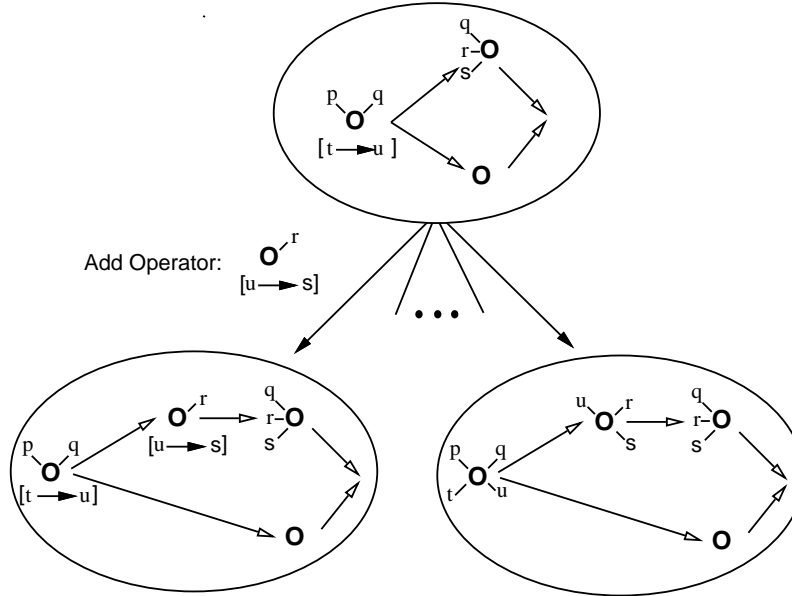 q
r O
s
p q
O
[ t u ]
O
Add Operator:
r
O
[u s]
• • •
r
O
[u s]
q
r O
s
p q
O
[t u]
O
u r
O
s
q
r O
s
p q
O
t u
O